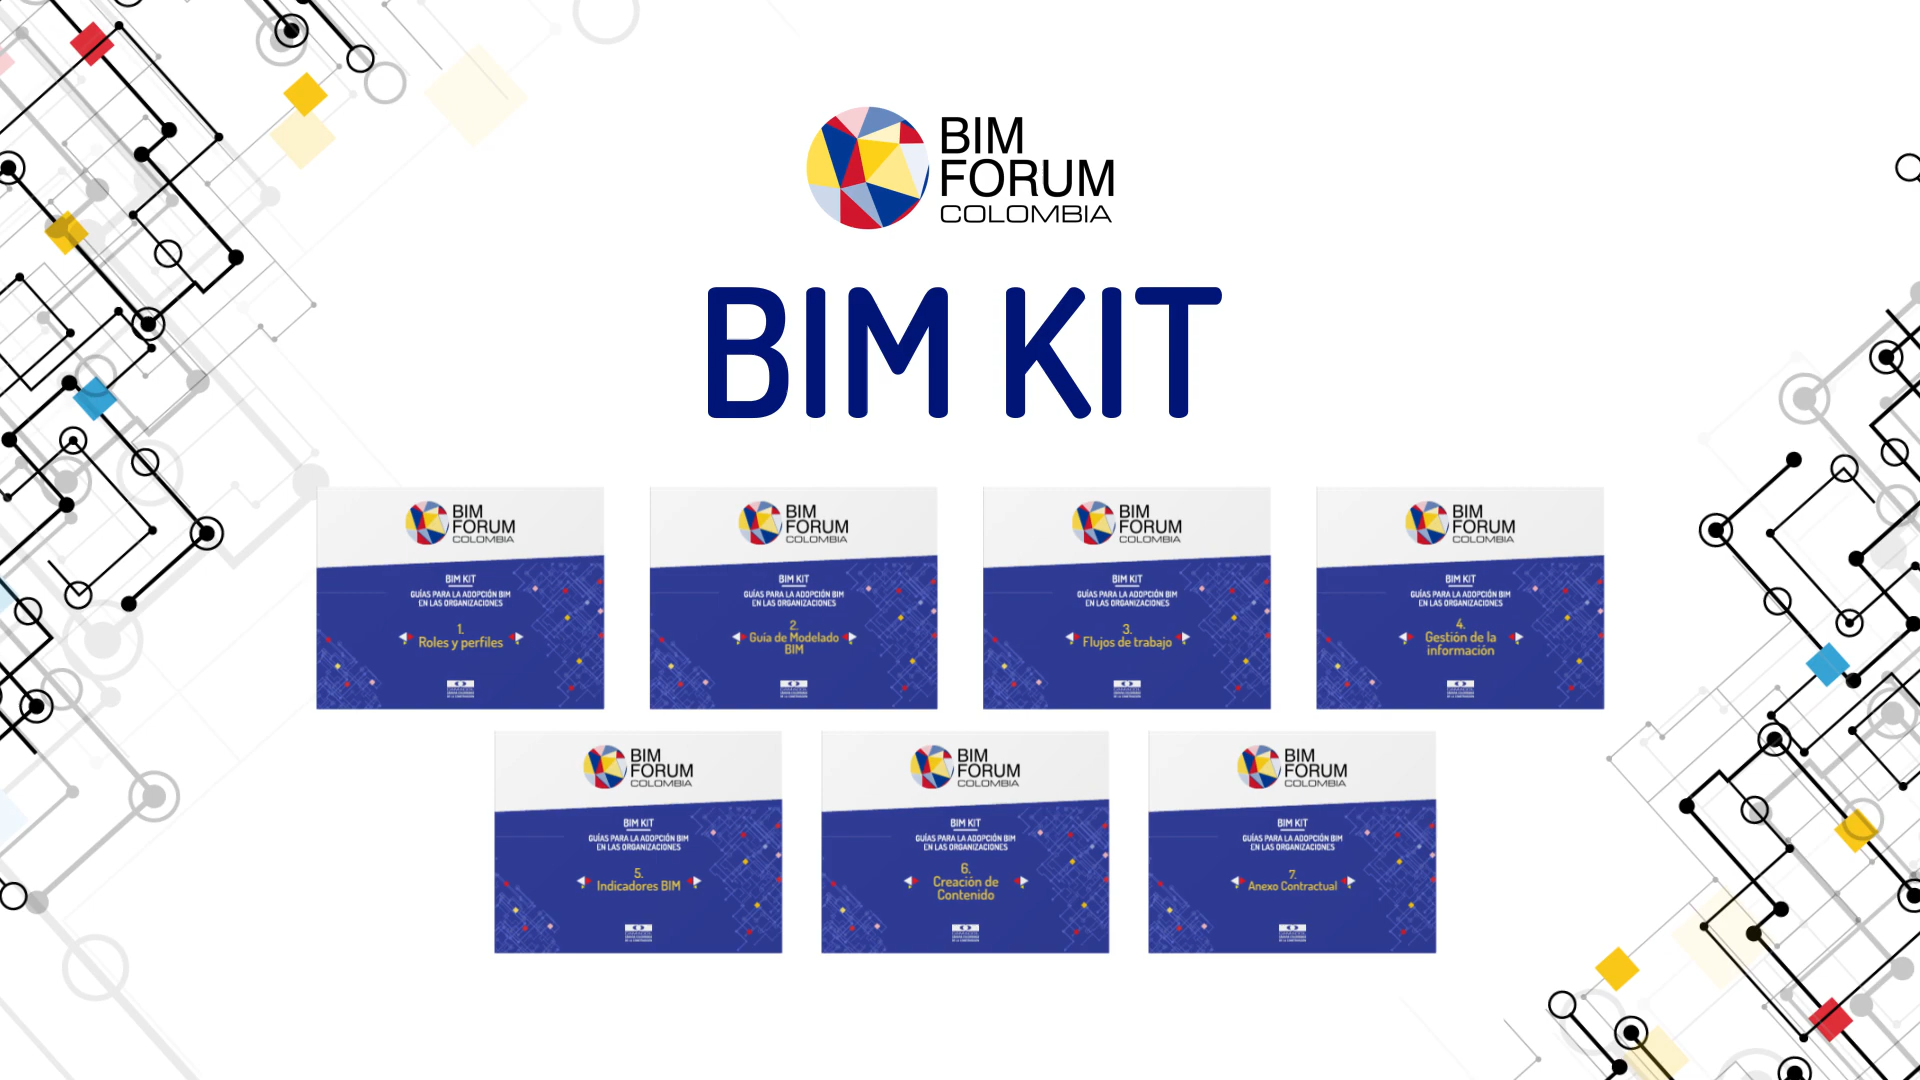 BIM
FORUM
COLOMBIA
BIM KIT
BIM
FORUM
COLOMBIA
BIM KIT
GUÍAS PARA LA ADOPCIÓN BIM
EN LAS ORGANIZACIONES
1.
Roles y perfiles
BIM
FORUM
COLOMBIA
BIM KIT
GUÍAS PARA LA ADOPCIÓN BIM
EN LAS ORGANIZACIONES
2.
Guía de Modelado
BIM
BIM
FORUM
COLOMBIA
BIM KIT
GUÍAS PARA LA ADOPCIÓN BIM
EN LAS ORGANIZACIONES
3.
Flujos de trabajo
BIM
FORUM
COLOMBIA
BIM KIT
GUÍAS PARA LA ADOPCIÓN BIM
EN LAS ORGANIZACIONES
4.
Gestión de la
información
BIM
FORUM
COLOMBIA
BIM KIT
GUÍAS PARA LA ADOPCIÓN BIM
EN LAS ORGANIZACIONES
5.
Indicadores BIM
BIM
FORUM
COLOMBIA
BIM KIT
GUÍAS PARA LA ADOPCIÓN BIM
EN LAS ORGANIZACIONES
6.
Creación de
Contenido
BIM
FORUM
COLOMBIA
BIM KIT
GUÍAS PARA LA ADOPCIÓN BIM
EN LAS ORGANIZACIONES
7.
Anexo Contractual